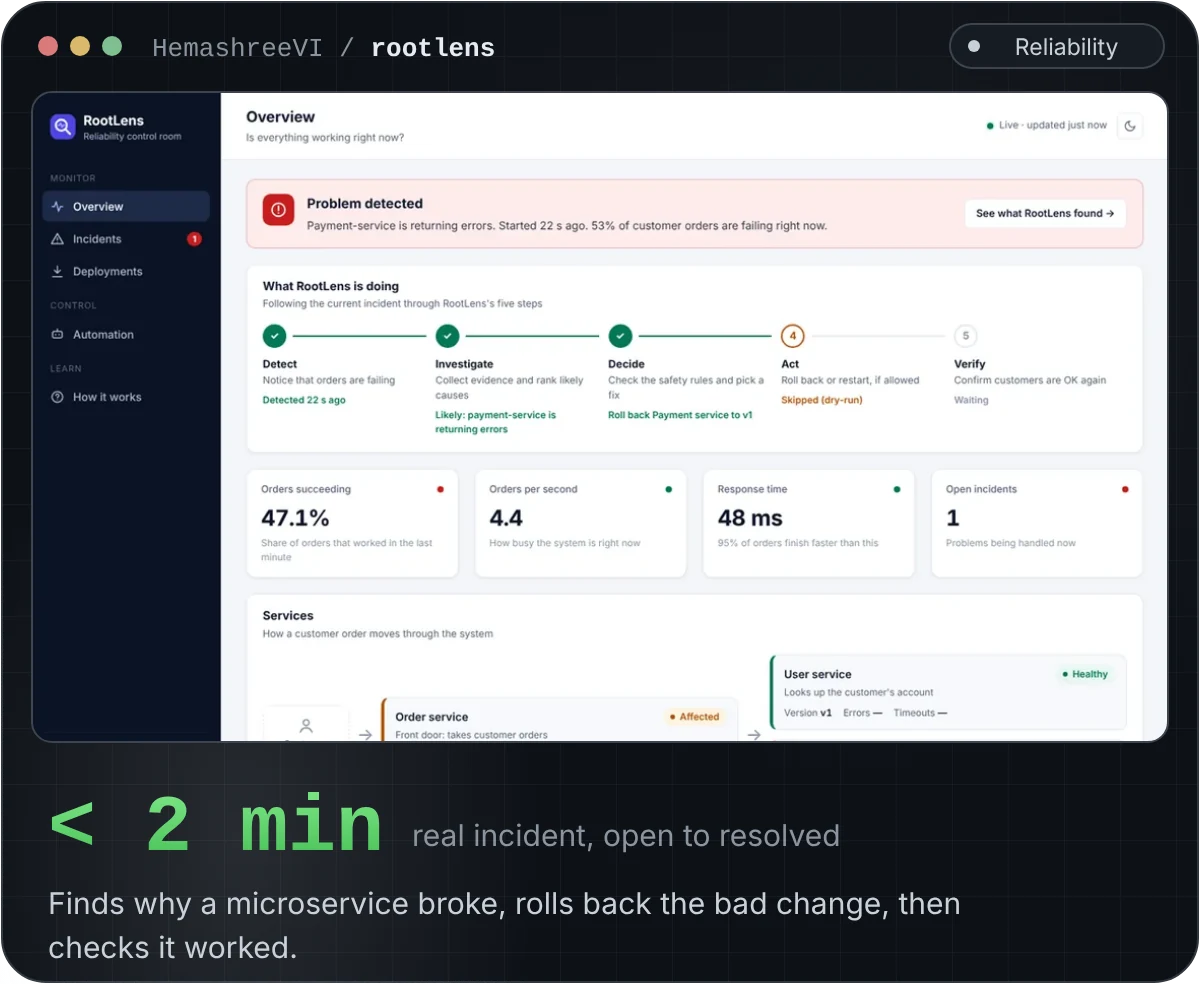 HemashreeVI / rootlens
Reliability
RootLens
Reliability control room
MONITOR
Overview
Incidents
1
Deployments
CONTROL
Automation
LEARN
How it works
Overview
Is everything working right now?
Live · updated just now
Problem detected
Payment-service is returning errors. Started 22 s ago. 53% of customer orders are failing right now.
See what RootLens found →
What RootLens is doing
Following the current incident through RootLens's five steps
Detect
Notice that orders are failing
Detected 22 s ago
Investigate
Collect evidence and rank likely
causes
Likely: payment-service is
returning errors
Decide
Check the safety rules and pick a
fix
Roll back Payment service to v1
4
Act
Roll back or restart, if allowed
Skipped (dry-run)
5
Verify
Confirm customers are OK again
Waiting
Orders succeeding
47.1%
Share of orders that worked in the last
minute
Orders per second
4.4
How busy the system is right now
Response time
48 ms
95% of orders finish faster than this
Open incidents
1
Problems being handled now
Services
How a customer order moves through the system
Order service
Affected
Front door: takes customer orders
User service
Healthy
Looks up the customer's account
Version v1 Errors — Timeouts —
< 2 min real incident, open to resolved
Finds why a microservice broke, rolls back the bad change, then
checks it worked.